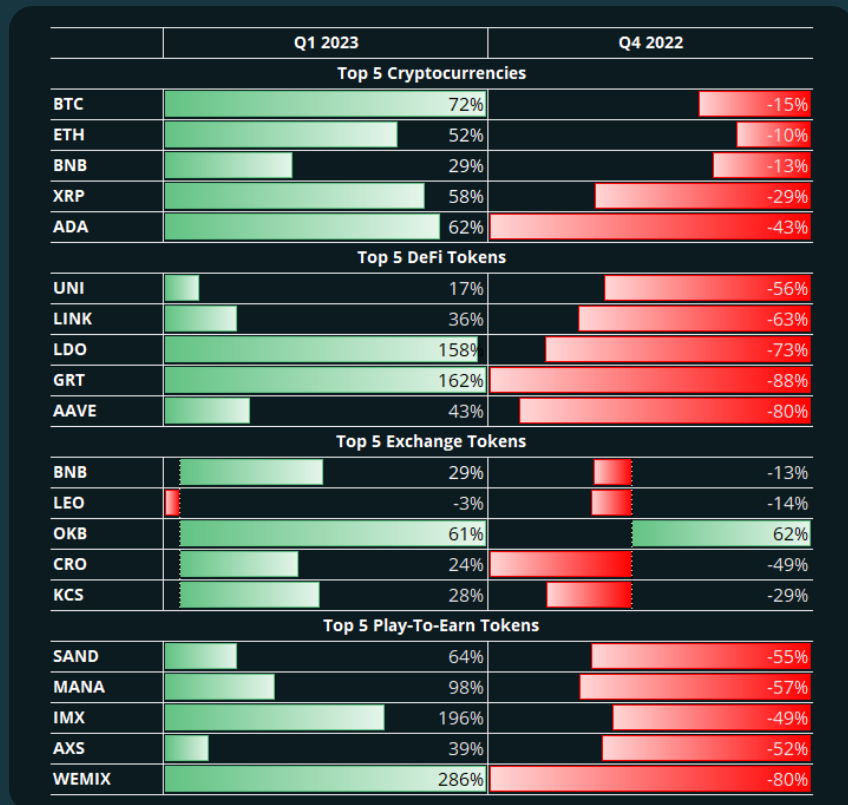 Q1 2023 Q4 2022
Top 5 Cryptocurrencies
BTC 72% -15%
ETH 52% -10%
BNB 29% -13%
XRP 58% -29%
ADA 62% -43%
Top 5 DeFi Tokens
UNI 17% -56%
LINK 36% -63%
LDO 158% -73%
GRT 162% -88%
AAVE 43% -80%
Top 5 Exchange Tokens
BNB 29% -13%
LEO -3% -14%
OKB 61% 62%
CRO 24% -49%
KCS 28% -29%
Top 5 Play-To-Earn Tokens
SAND 64% -55%
MANA 98% -57%
IMX 196% -49%
AXS 39% -52%
WEMIX 286% -80%